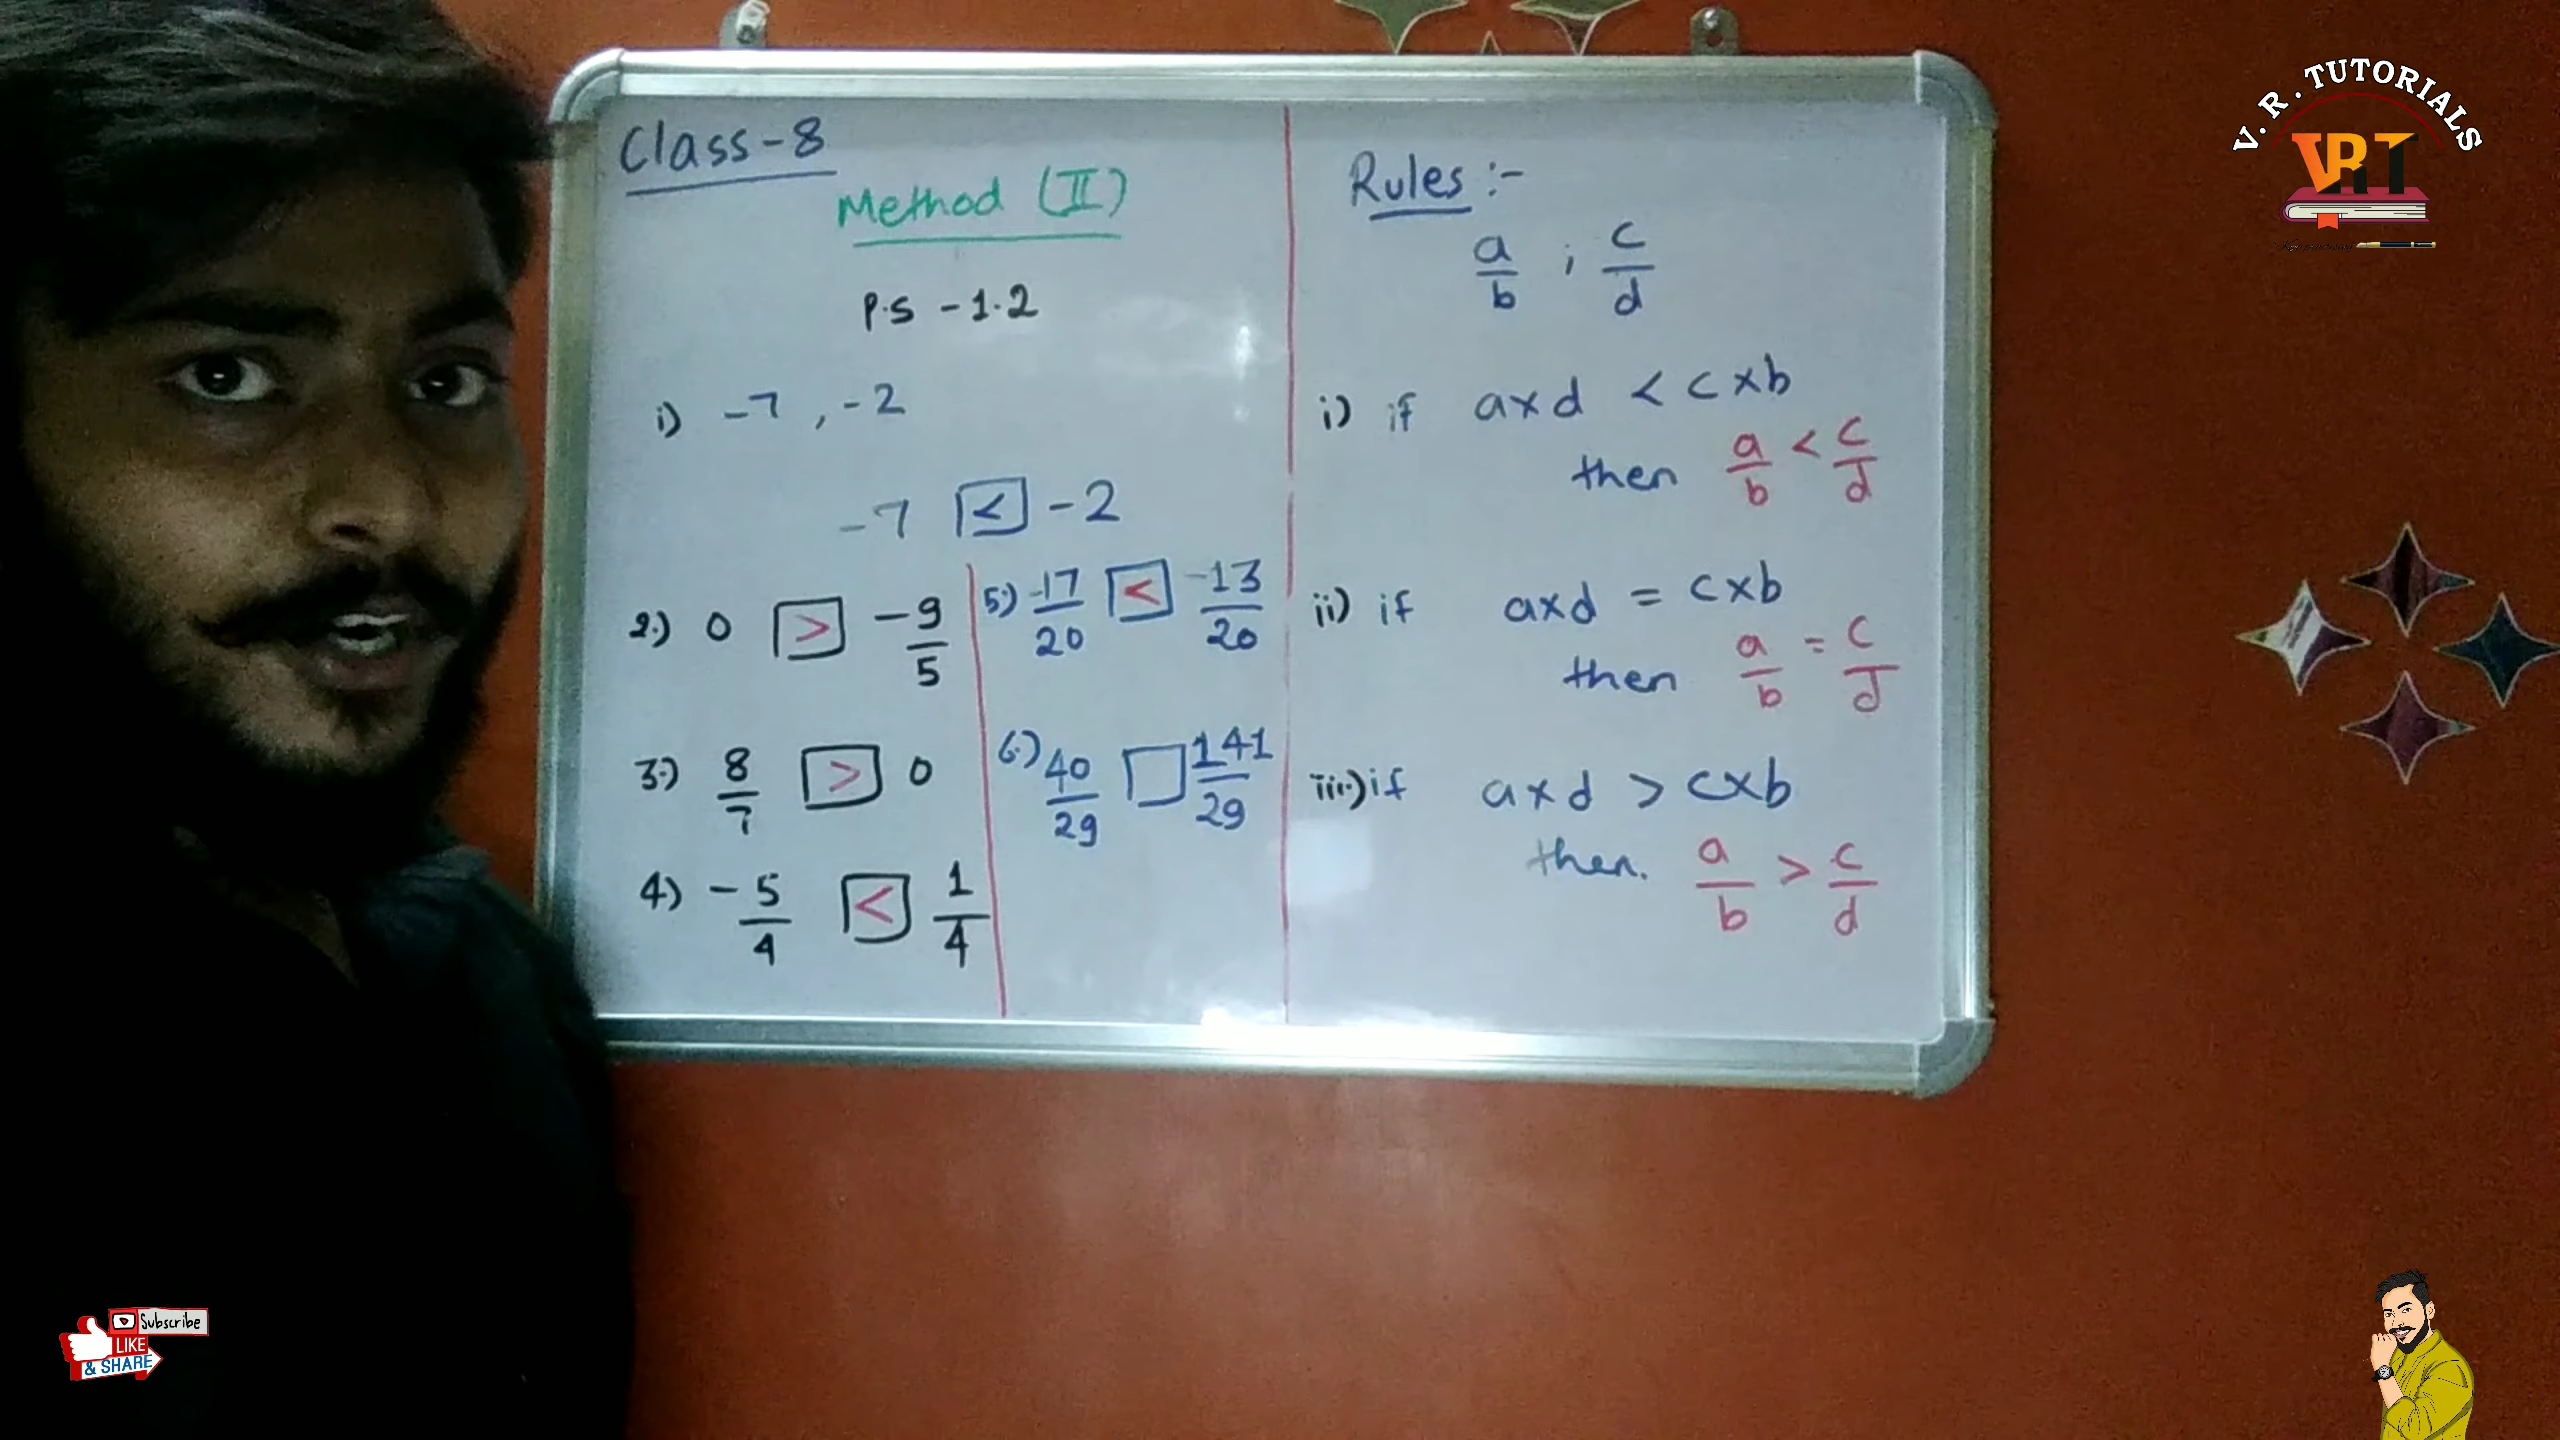 Class-8
Method (II)
P.S - 1.2
i) -7 , -2
-7 < -2
2.) 0 > -9/5
3.) 8/7 > 0
4.) -5/4 < 1/4
5.) -17/20 < -13/20
6.) 40/29 □ 141/29
Rules :-
a/b ; c/d
i) if a×d < c×b
then a/b < c/d
ii) if a×d = c×b
then a/b = c/d
iii.) if a×d > c×b
then. a/b > c/d
V. R. TUTORIALS
VRT
Subscribe
LIKE
& SHARE